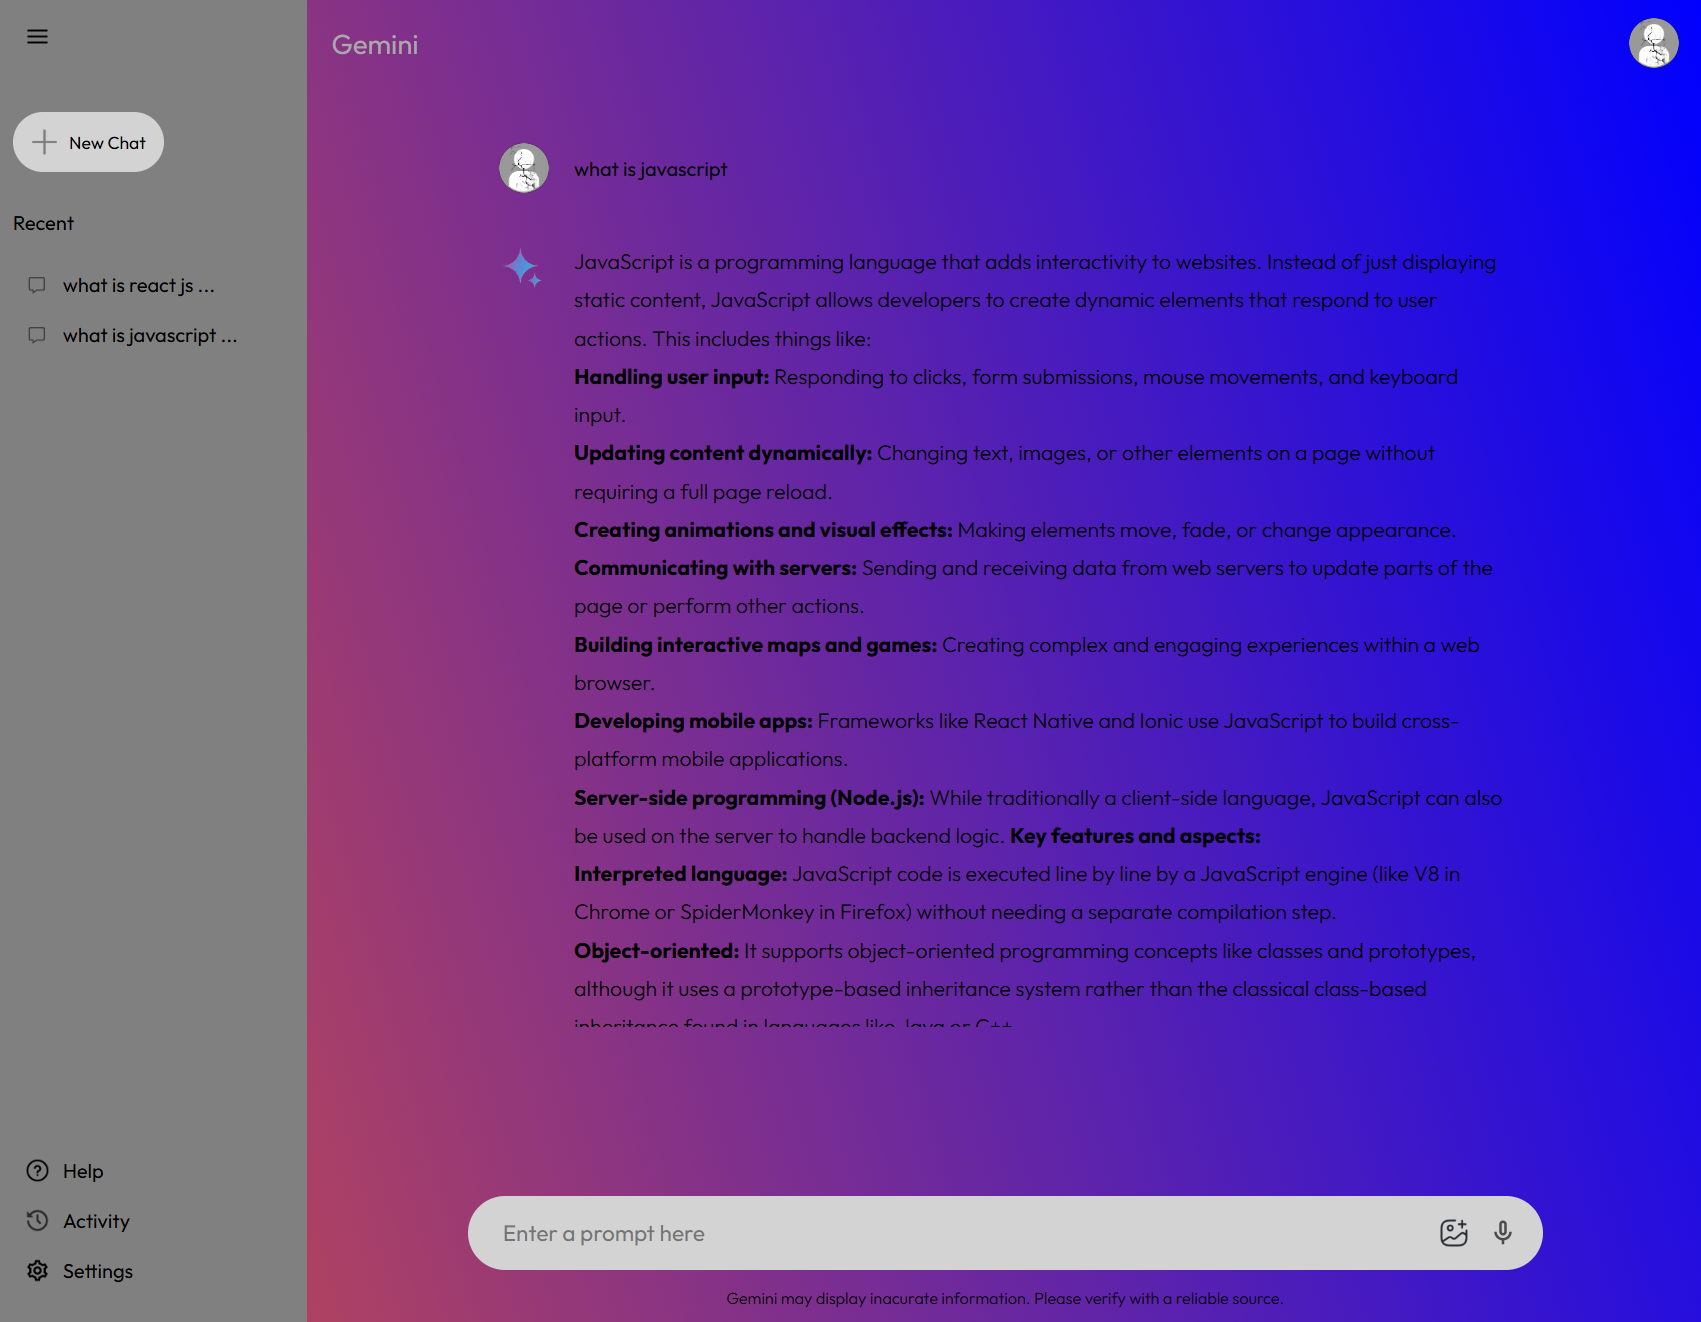 Gemini
New Chat
Recent
what is react js ...
what is javascript ...
Help
Activity
Settings
what is javascript
JavaScript is a programming language that adds interactivity to websites. Instead of just displaying
static content, JavaScript allows developers to create dynamic elements that respond to user
actions. This includes things like:
Handling user input: Responding to clicks, form submissions, mouse movements, and keyboard
input.
Updating content dynamically: Changing text, images, or other elements on a page without
requiring a full page reload.
Creating animations and visual effects: Making elements move, fade, or change appearance.
Communicating with servers: Sending and receiving data from web servers to update parts of the
page or perform other actions.
Building interactive maps and games: Creating complex and engaging experiences within a web
browser.
Developing mobile apps: Frameworks like React Native and Ionic use JavaScript to build cross-
platform mobile applications.
Server-side programming (Node.js): While traditionally a client-side language, JavaScript can also
be used on the server to handle backend logic. Key features and aspects:
Interpreted language: JavaScript code is executed line by line by a JavaScript engine (like V8 in
Chrome or SpiderMonkey in Firefox) without needing a separate compilation step.
Object-oriented: It supports object-oriented programming concepts like classes and prototypes,
although it uses a prototype-based inheritance system rather than the classical class-based
inheritance found in languages like Java or C++
Enter a prompt here
Gemini may display inacurate information. Please verify with a reliable source.